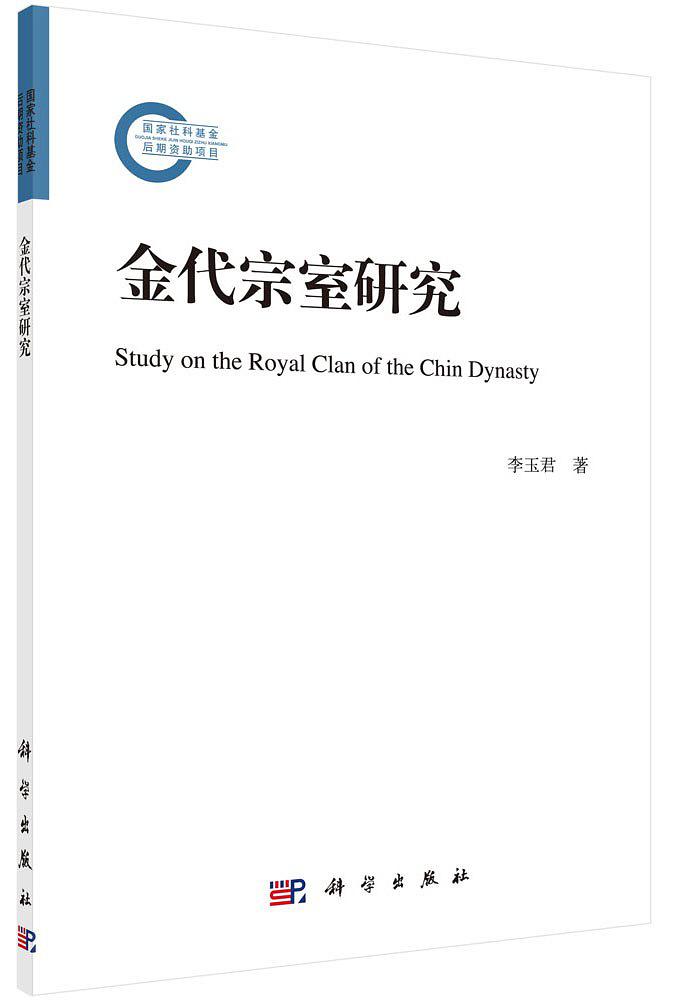 国家社科基金
后期资助项目
金代宗室研究
科学出版社
国家社科基金
GUOJIA SHEKE JIJIN HOUQI ZIZHU XIANGMU
后期资助项目
金代宗室研究
Study on the Royal Clan of the Chin Dynasty
李玉君 著
科学出版社